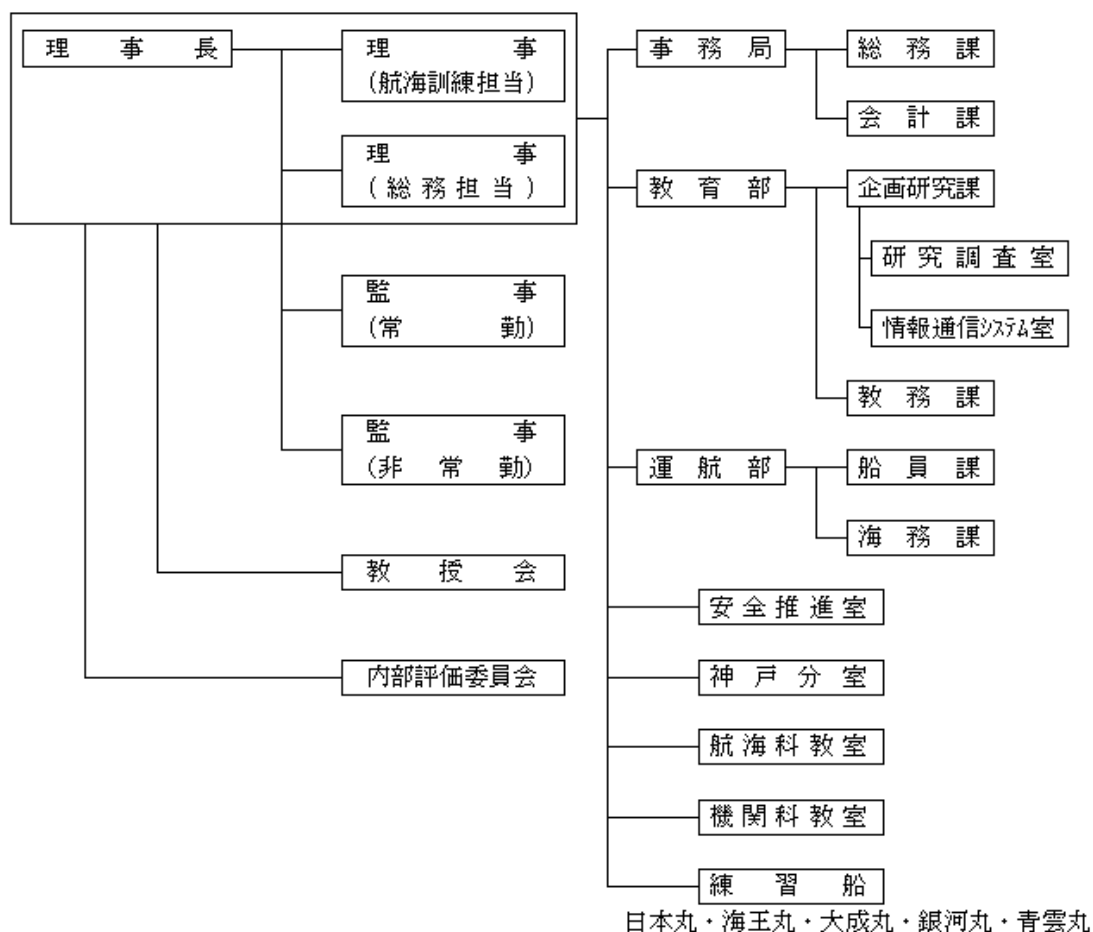 理事長
理事
(航海訓練担当)
理事
(総務担当)
監事
(常勤)
監事
(非常勤)
教授会
内部評価委員会
事務局
総務課
会計課
教育部
企画研究課
研究調査室
情報通信ｼｽﾃﾑ室
教務課
運航部
船員課
海務課
安全推進室
神戸分室
航海科教室
機関科教室
練習船
日本丸・海王丸・大成丸・銀河丸・青雲丸